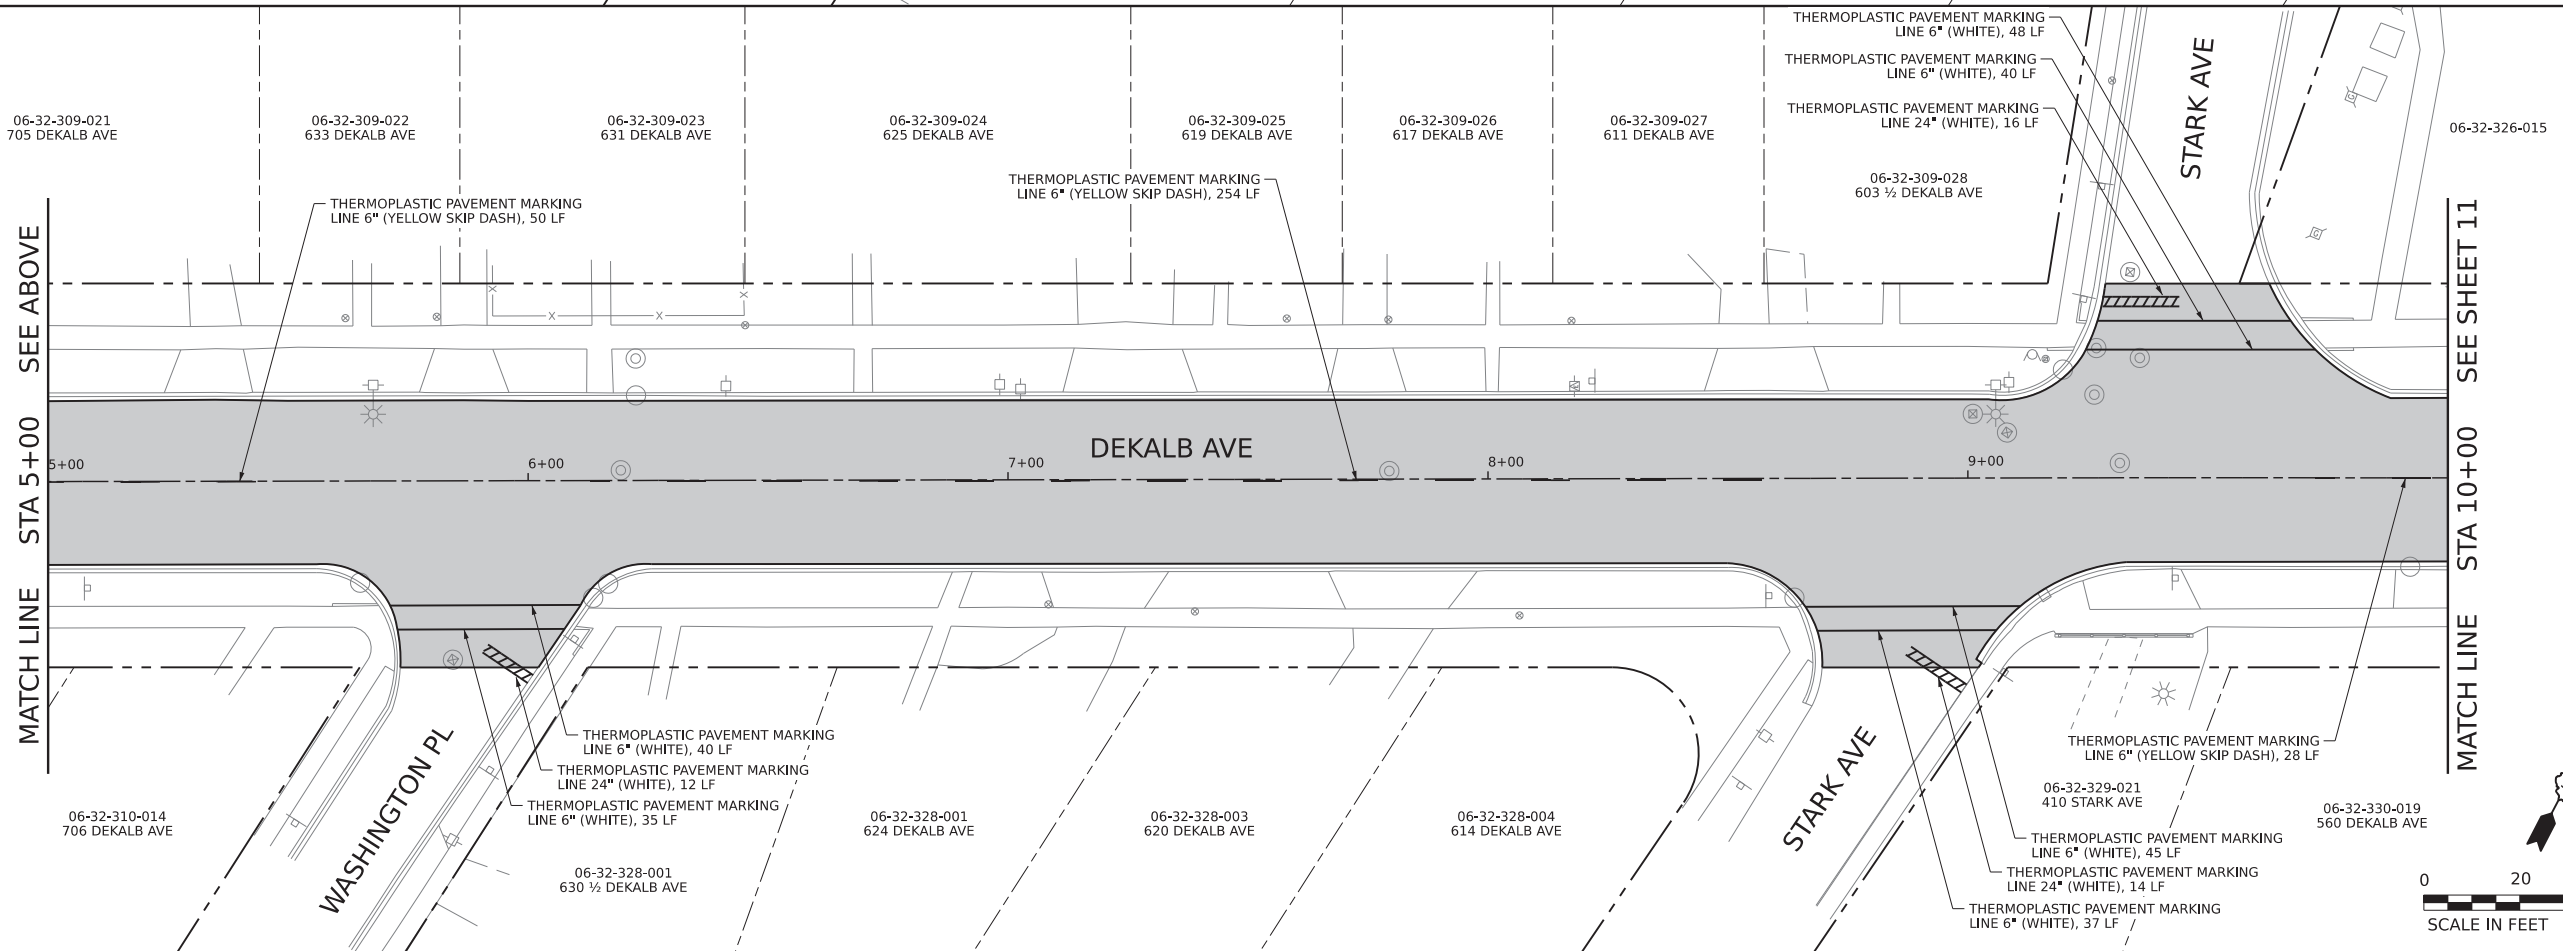 THERMOPLASTIC PAVEMENT MARKING
LINE 6" (WHITE), 48 LF
THERMOPLASTIC PAVEMENT MARKING
LINE 6" (WHITE), 40 LF
THERMOPLASTIC PAVEMENT MARKING
LINE 24" (WHITE), 16 LF
STARK AVE
06-32-309-021
705 DEKALB AVE
06-32-309-022
633 DEKALB AVE
06-32-309-023
631 DEKALB AVE
06-32-309-024
625 DEKALB AVE
06-32-309-025
619 DEKALB AVE
06-32-309-026
617 DEKALB AVE
06-32-309-027
611 DEKALB AVE
06-32-326-015
06-32-309-028
603 ½ DEKALB AVE
THERMOPLASTIC PAVEMENT MARKING
LINE 6" (YELLOW SKIP DASH), 50 LF
THERMOPLASTIC PAVEMENT MARKING
LINE 6" (YELLOW SKIP DASH), 254 LF
MATCH LINE STA 5+00 SEE ABOVE
MATCH LINE STA 10+00 SEE SHEET 11
DEKALB AVE
5+00
6+00
7+00
8+00
9+00
THERMOPLASTIC PAVEMENT MARKING
LINE 6" (WHITE), 40 LF
THERMOPLASTIC PAVEMENT MARKING
LINE 24" (WHITE), 12 LF
THERMOPLASTIC PAVEMENT MARKING
LINE 6" (WHITE), 35 LF
WASHINGTON PL
STARK AVE
THERMOPLASTIC PAVEMENT MARKING
LINE 6" (YELLOW SKIP DASH), 28 LF
06-32-310-014
706 DEKALB AVE
06-32-328-001
630 ½ DEKALB AVE
06-32-328-001
624 DEKALB AVE
06-32-328-003
620 DEKALB AVE
06-32-328-004
614 DEKALB AVE
06-32-329-021
410 STARK AVE
06-32-330-019
560 DEKALB AVE
THERMOPLASTIC PAVEMENT MARKING
LINE 6" (WHITE), 45 LF
THERMOPLASTIC PAVEMENT MARKING
LINE 24" (WHITE), 14 LF
THERMOPLASTIC PAVEMENT MARKING
LINE 6" (WHITE), 37 LF
0 20
SCALE IN FEET